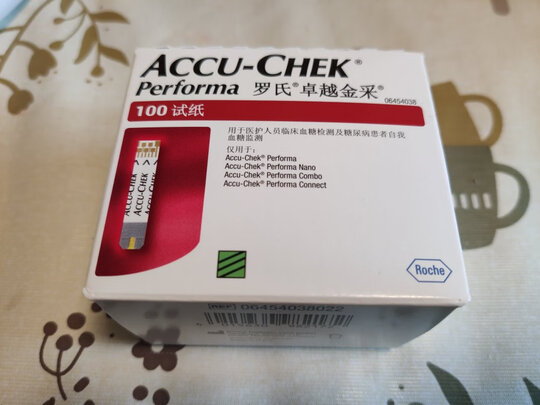 ACCU-CHEK®
Performa 罗氏®卓越金采®
06454038
100 试纸
用于医护人员临床血糖检测及糖尿病患者自我
血糖监测
仅用于:
Accu-Chek® Performa
Accu-Chek® Performa Nano
Accu-Chek® Performa Combo
Accu-Chek® Performa Connect
ACCU-CHEK
ACCU-CHEK
ACCU-CHEK
Roche
REF 06454038022